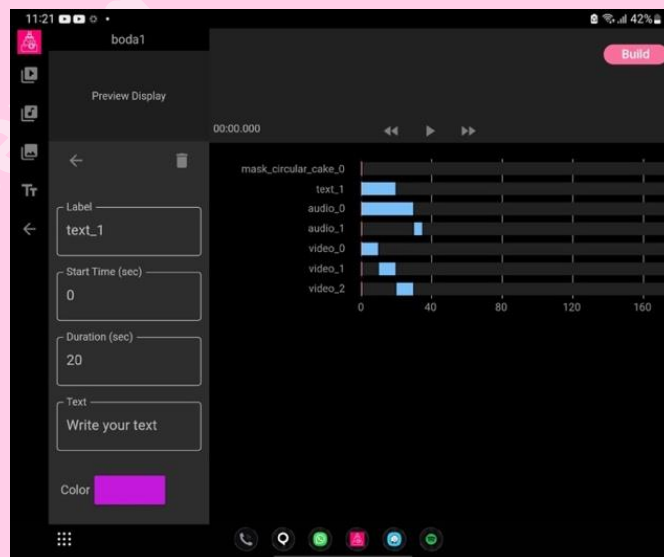 11:21
42%
boda1
Build
Preview Display
00:00.000
Label
text_1
Start Time (sec)
0
Duration (sec)
20
Text
Write your text
Color
mask_circular_cake_0
text_1
audio_0
audio_1
video_0
video_1
video_2
0 40 80 120 160
TT